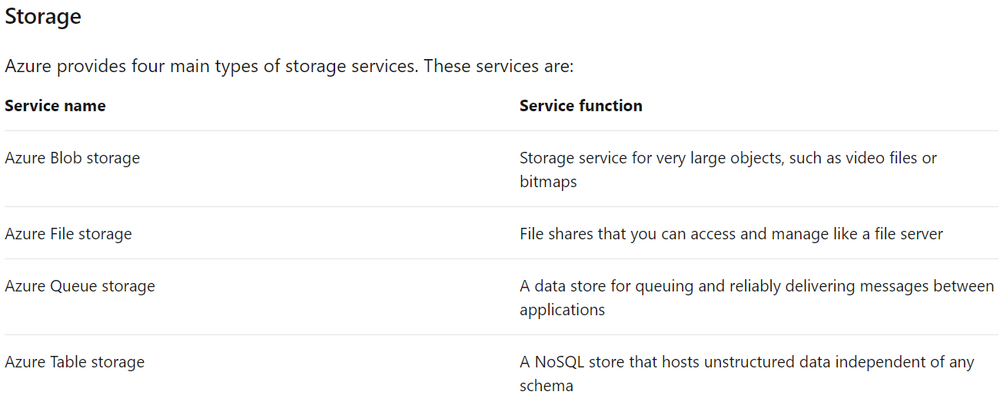 Storage
Azure provides four main types of storage services. These services are:
Service name Service function
Azure Blob storage Storage service for very large objects, such as video files or
bitmaps
Azure File storage File shares that you can access and manage like a file server
Azure Queue storage A data store for queuing and reliably delivering messages between
applications
Azure Table storage A NoSQL store that hosts unstructured data independent of any
schema